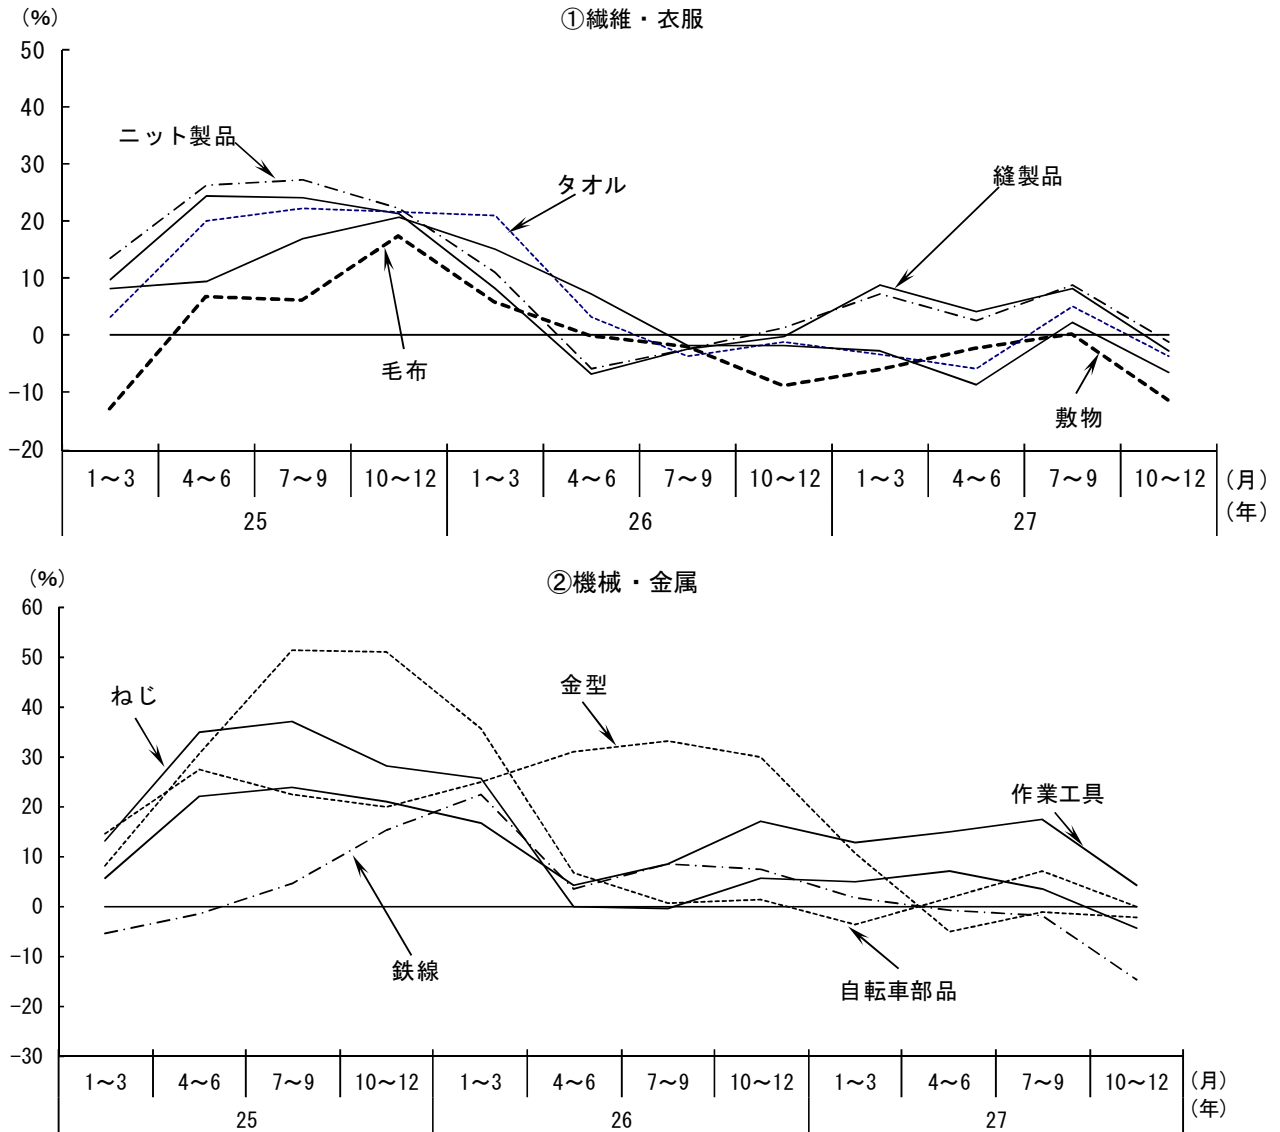 (%)
①繊維・衣服
50
40
ニット製品
30
タオル
縫製品
20
10
0
毛布
-10
敷物
-20
1～3 4～6 7～9 10～12 1～3 4～6 7～9 10～12 1～3 4～6 7～9 10～12 (月)
25 26 27 (年)
(%)
②機械・金属
60
50
ねじ
金型
40
30
作業工具
20
10
0
-10
鉄線
自転車部品
-20
-30
1～3 4～6 7～9 10～12 1～3 4～6 7～9 10～12 1～3 4～6 7～9 10～12 (月)
25 26 27 (年)